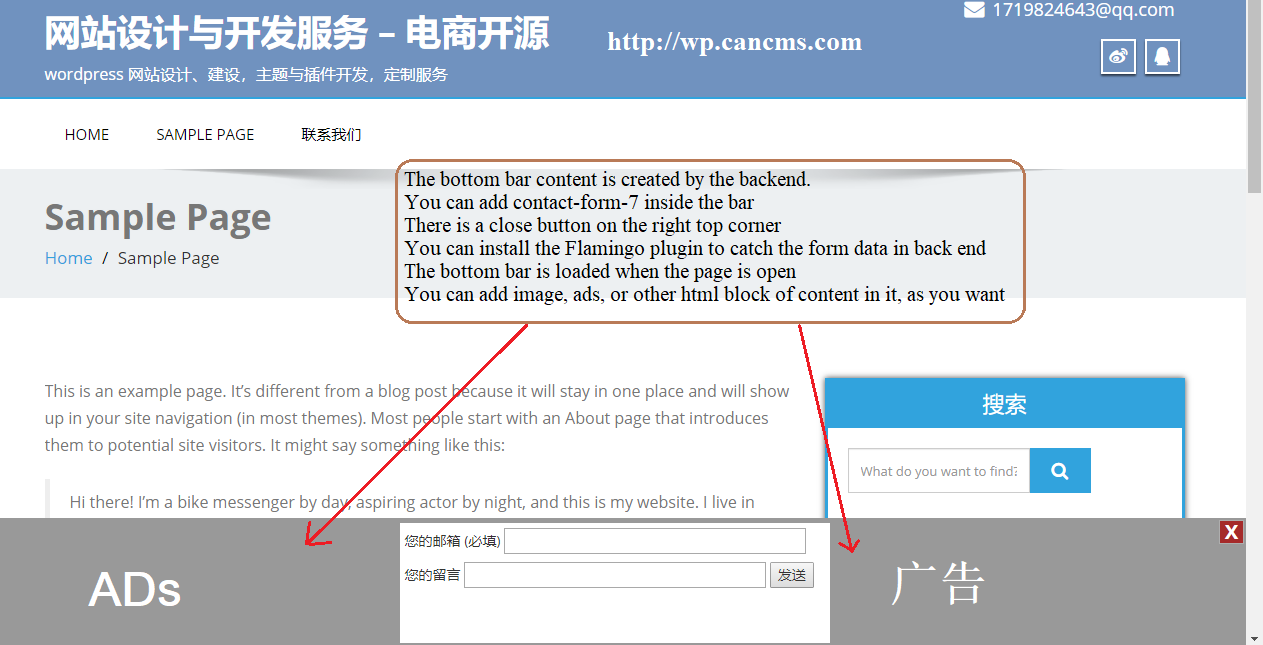 网站设计与开发服务 – 电商开源
http://wp.cancms.com
1719824643@qq.com
wordpress 网站设计、建设，主题与插件开发，定制服务
HOME
SAMPLE PAGE
联系我们
The bottom bar content is created by the backend.
You can add contact-form-7 inside the bar
There is a close button on the right top corner
You can install the Flamingo plugin to catch the form data in back end
The bottom bar is loaded when the page is open
You can add image, ads, or other html block of content in it, as you want
Sample Page
Home / Sample Page
This is an example page. It’s different from a blog post because it will stay in one place and will show
up in your site navigation (in most themes). Most people start with an About page that introduces
them to potential site visitors. It might say something like this:
Hi there! I’m a bike messenger by day, aspiring actor by night, and this is my website. I live in
搜索
What do you want to find?
X
您的邮箱 (必填)
您的留言
发送
ADs
广告